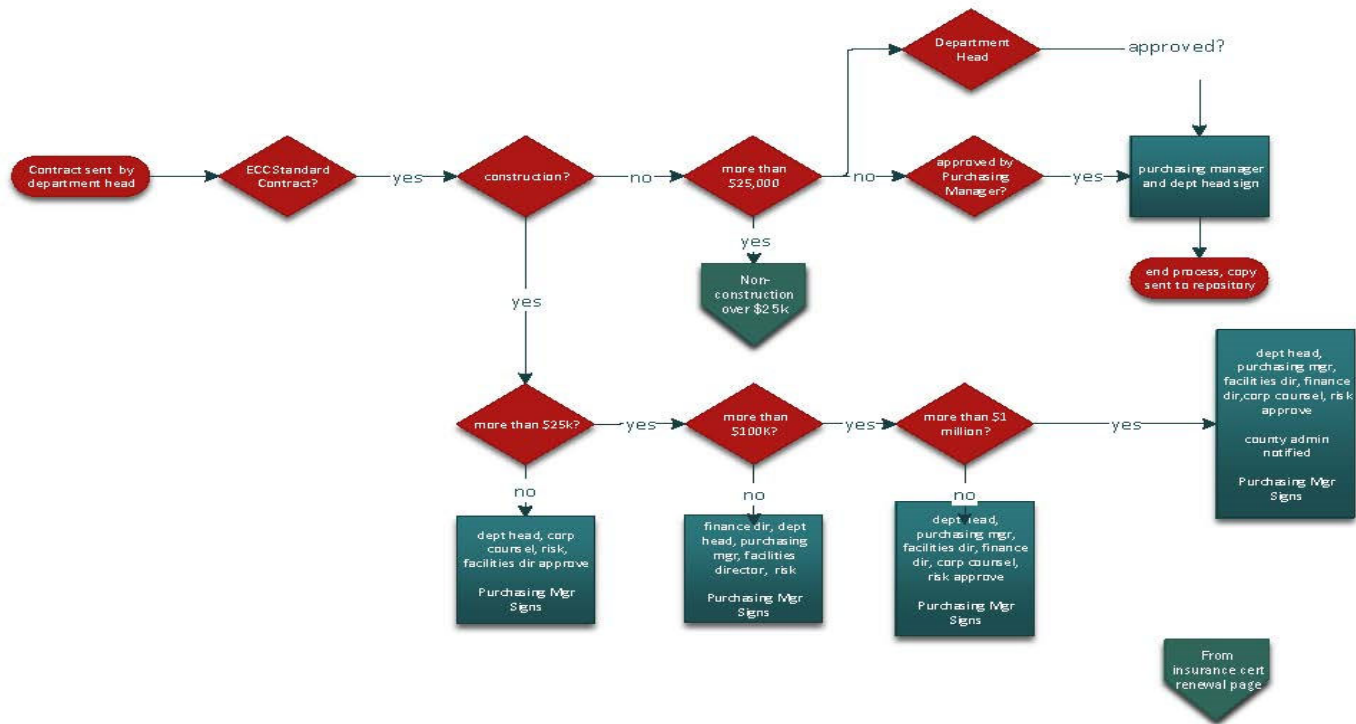 Department
Head
approved?
Contract sent by
department head
ECC Standard
Contract?
yes
construction?
no
more than
$25,000
no
approved by
Purchasing
Manager?
yes
purchasing manager
and dept head sign
yes
Non-
construction
over $25k
end process, copy
sent to repository
yes
more than $25k?
yes
more than
$100K?
yes
more than $1
million?
yes
dept head,
purchasing mgr,
facilities dir, finance
dir,corp counsel, risk
approve
county admin
notified
Purchasing Mgr
Signs
no
dept head, corp
counsel, risk,
facilities dir approve
Purchasing Mgr
Signs
no
finance dir, dept
head, purchasing
mgr, facilities
director, risk
Purchasing Mgr
Signs
no
dept head,
purchasing mgr,
facilities dir, finance
dir, corp counsel,
risk approve
Purchasing Mgr
Signs
From
insurance cert
renewal page